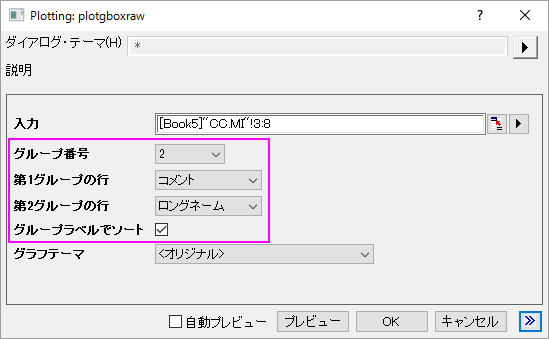 Plotting: plotgboxraw
ダイアログ・テーマ(H) *
説明
入力 [Book5]"CC.MI"!3:8
グループ番号 2
第1グループの行 コメント
第2グループの行 ロングネーム
グループラベルでソート
グラフテーマ <オリジナル>
自動プレビュー プレビュー OK キャンセル